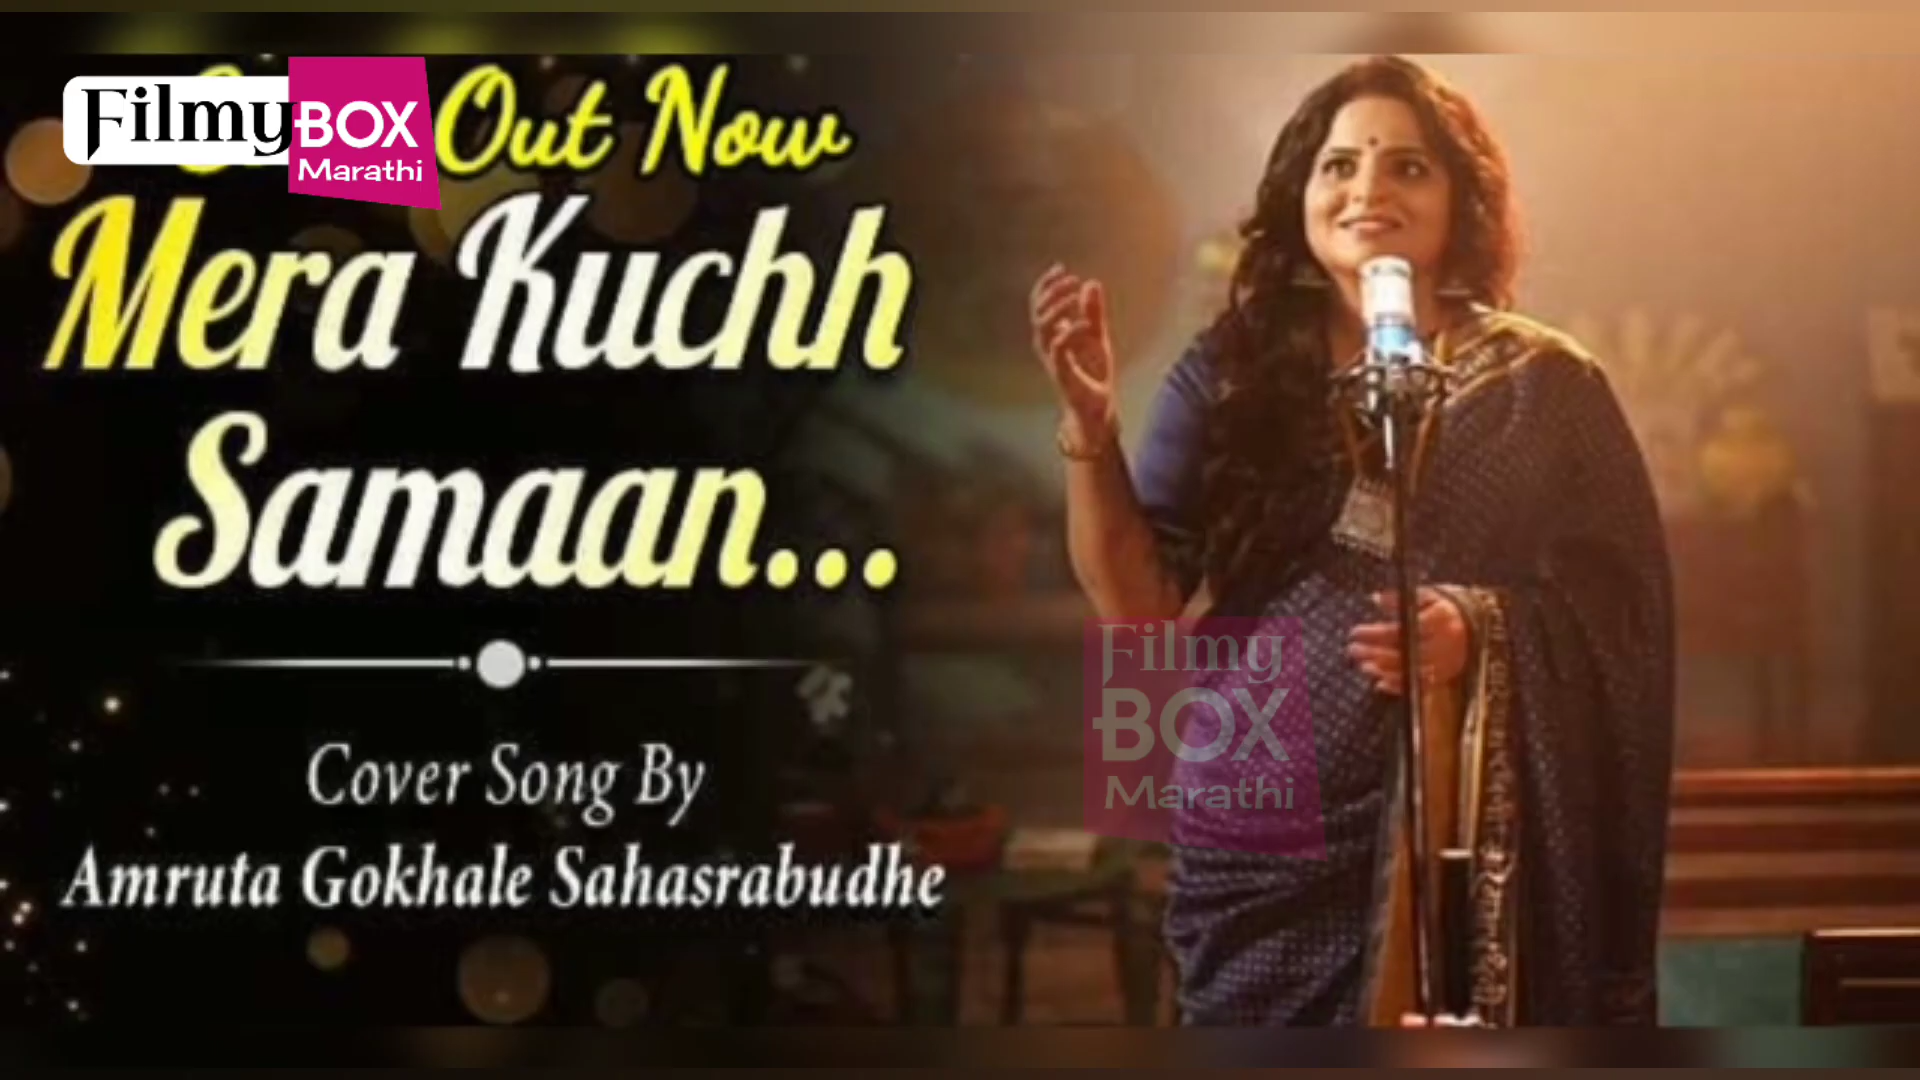 Filmy BOX
Marathi
Out Now
Mera Kuchh
Samaan...
Cover Song By
Amruta Gokhale Sahasrabudhe
Filmy
BOX
Marathi